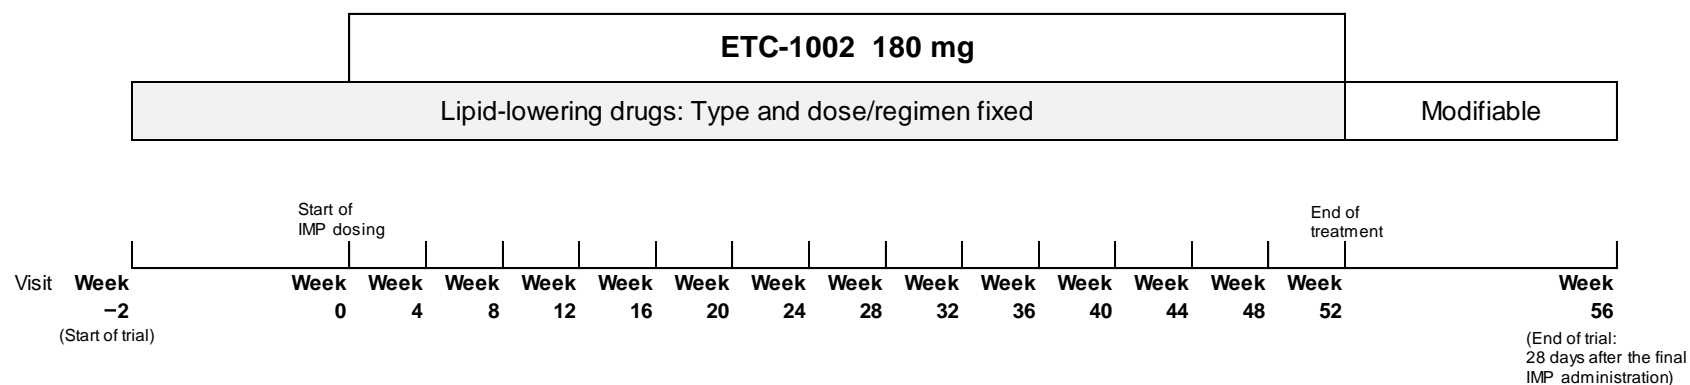 ETC-1002  180 mg
Lipid-lowering drugs: Type and dose/regimen fixed
Modifiable
Start of
IMP dosing
End of
treatment
Visit Week Week Week Week Week Week Week Week Week Week Week Week Week Week Week Week
−2 0 4 8 12 16 20 24 28 32 36 40 44 48 52 56
(Start of trial)
(End of trial:
28 days after the final
IMP administration)